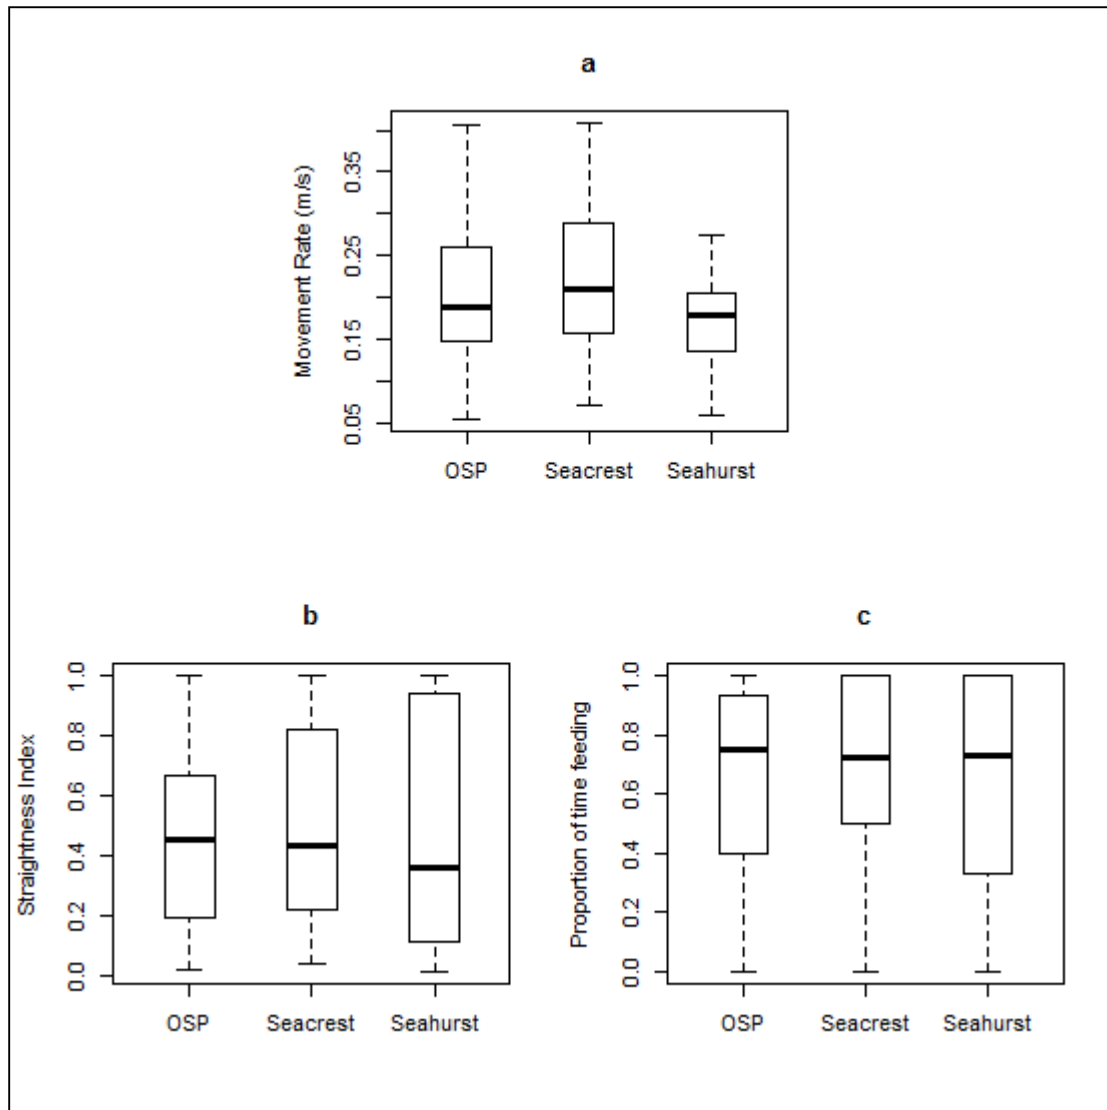 a
Movement Rate (m/s)
0.35
0.25
0.15
0.05
OSP Seacrest Seahurst
b
Straightness Index
1.0
0.8
0.6
0.4
0.2
0.0
OSP Seacrest Seahurst
c
Proportion of time feeding
1.0
0.8
0.6
0.4
0.2
0.0
OSP Seacrest Seahurst